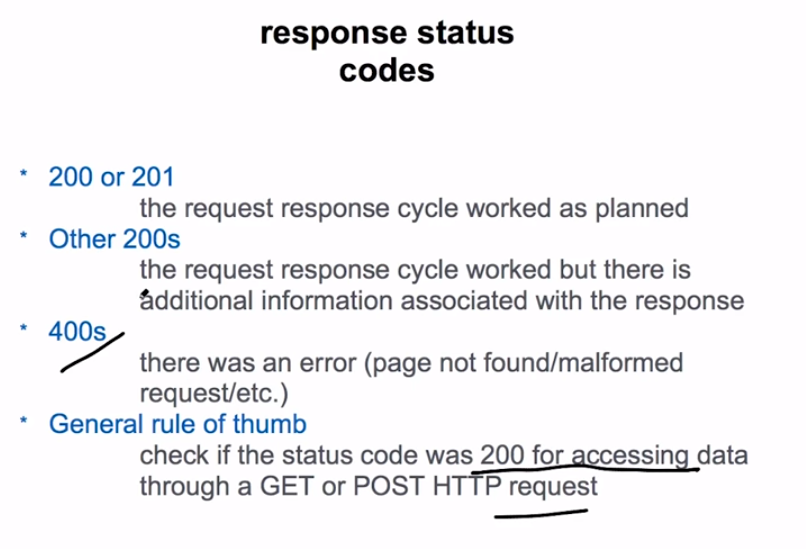 response status
codes
* 200 or 201
the request response cycle worked as planned
* Other 200s
the request response cycle worked but there is
additional information associated with the response
* 400s
there was an error (page not found/malformed
request/etc.)
* General rule of thumb
check if the status code was 200 for accessing data
through a GET or POST HTTP request